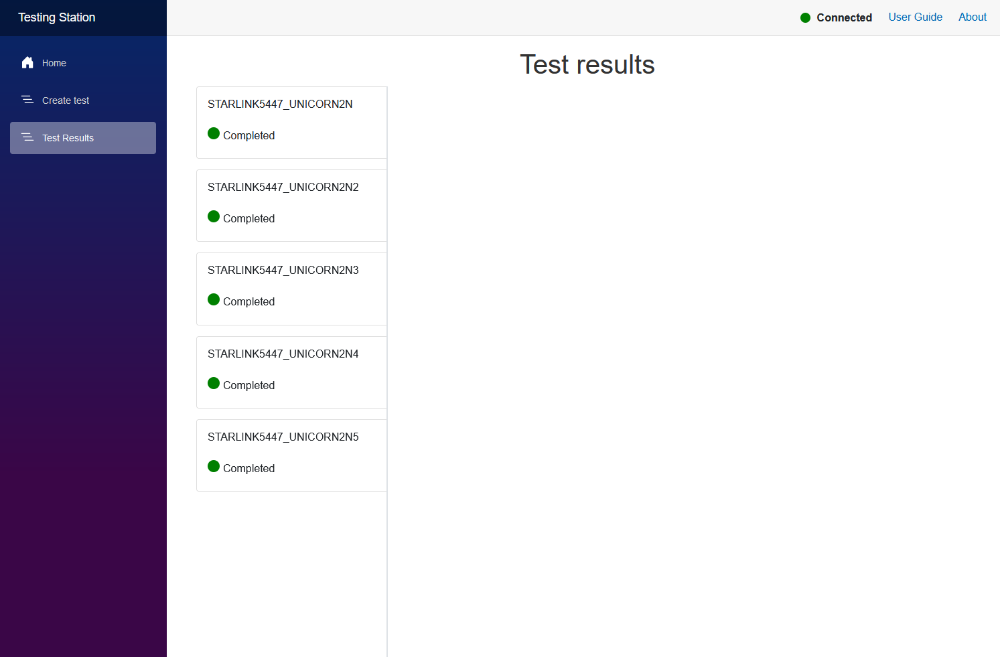 Testing Station
Connected
User Guide
About
Home
Create test
Test Results
Test results
STARLINK5447_UNICORN2N
Completed
STARLINK5447_UNICORN2N2
Completed
STARLINK5447_UNICORN2N3
Completed
STARLINK5447_UNICORN2N4
Completed
STARLINK5447_UNICORN2N5
Completed